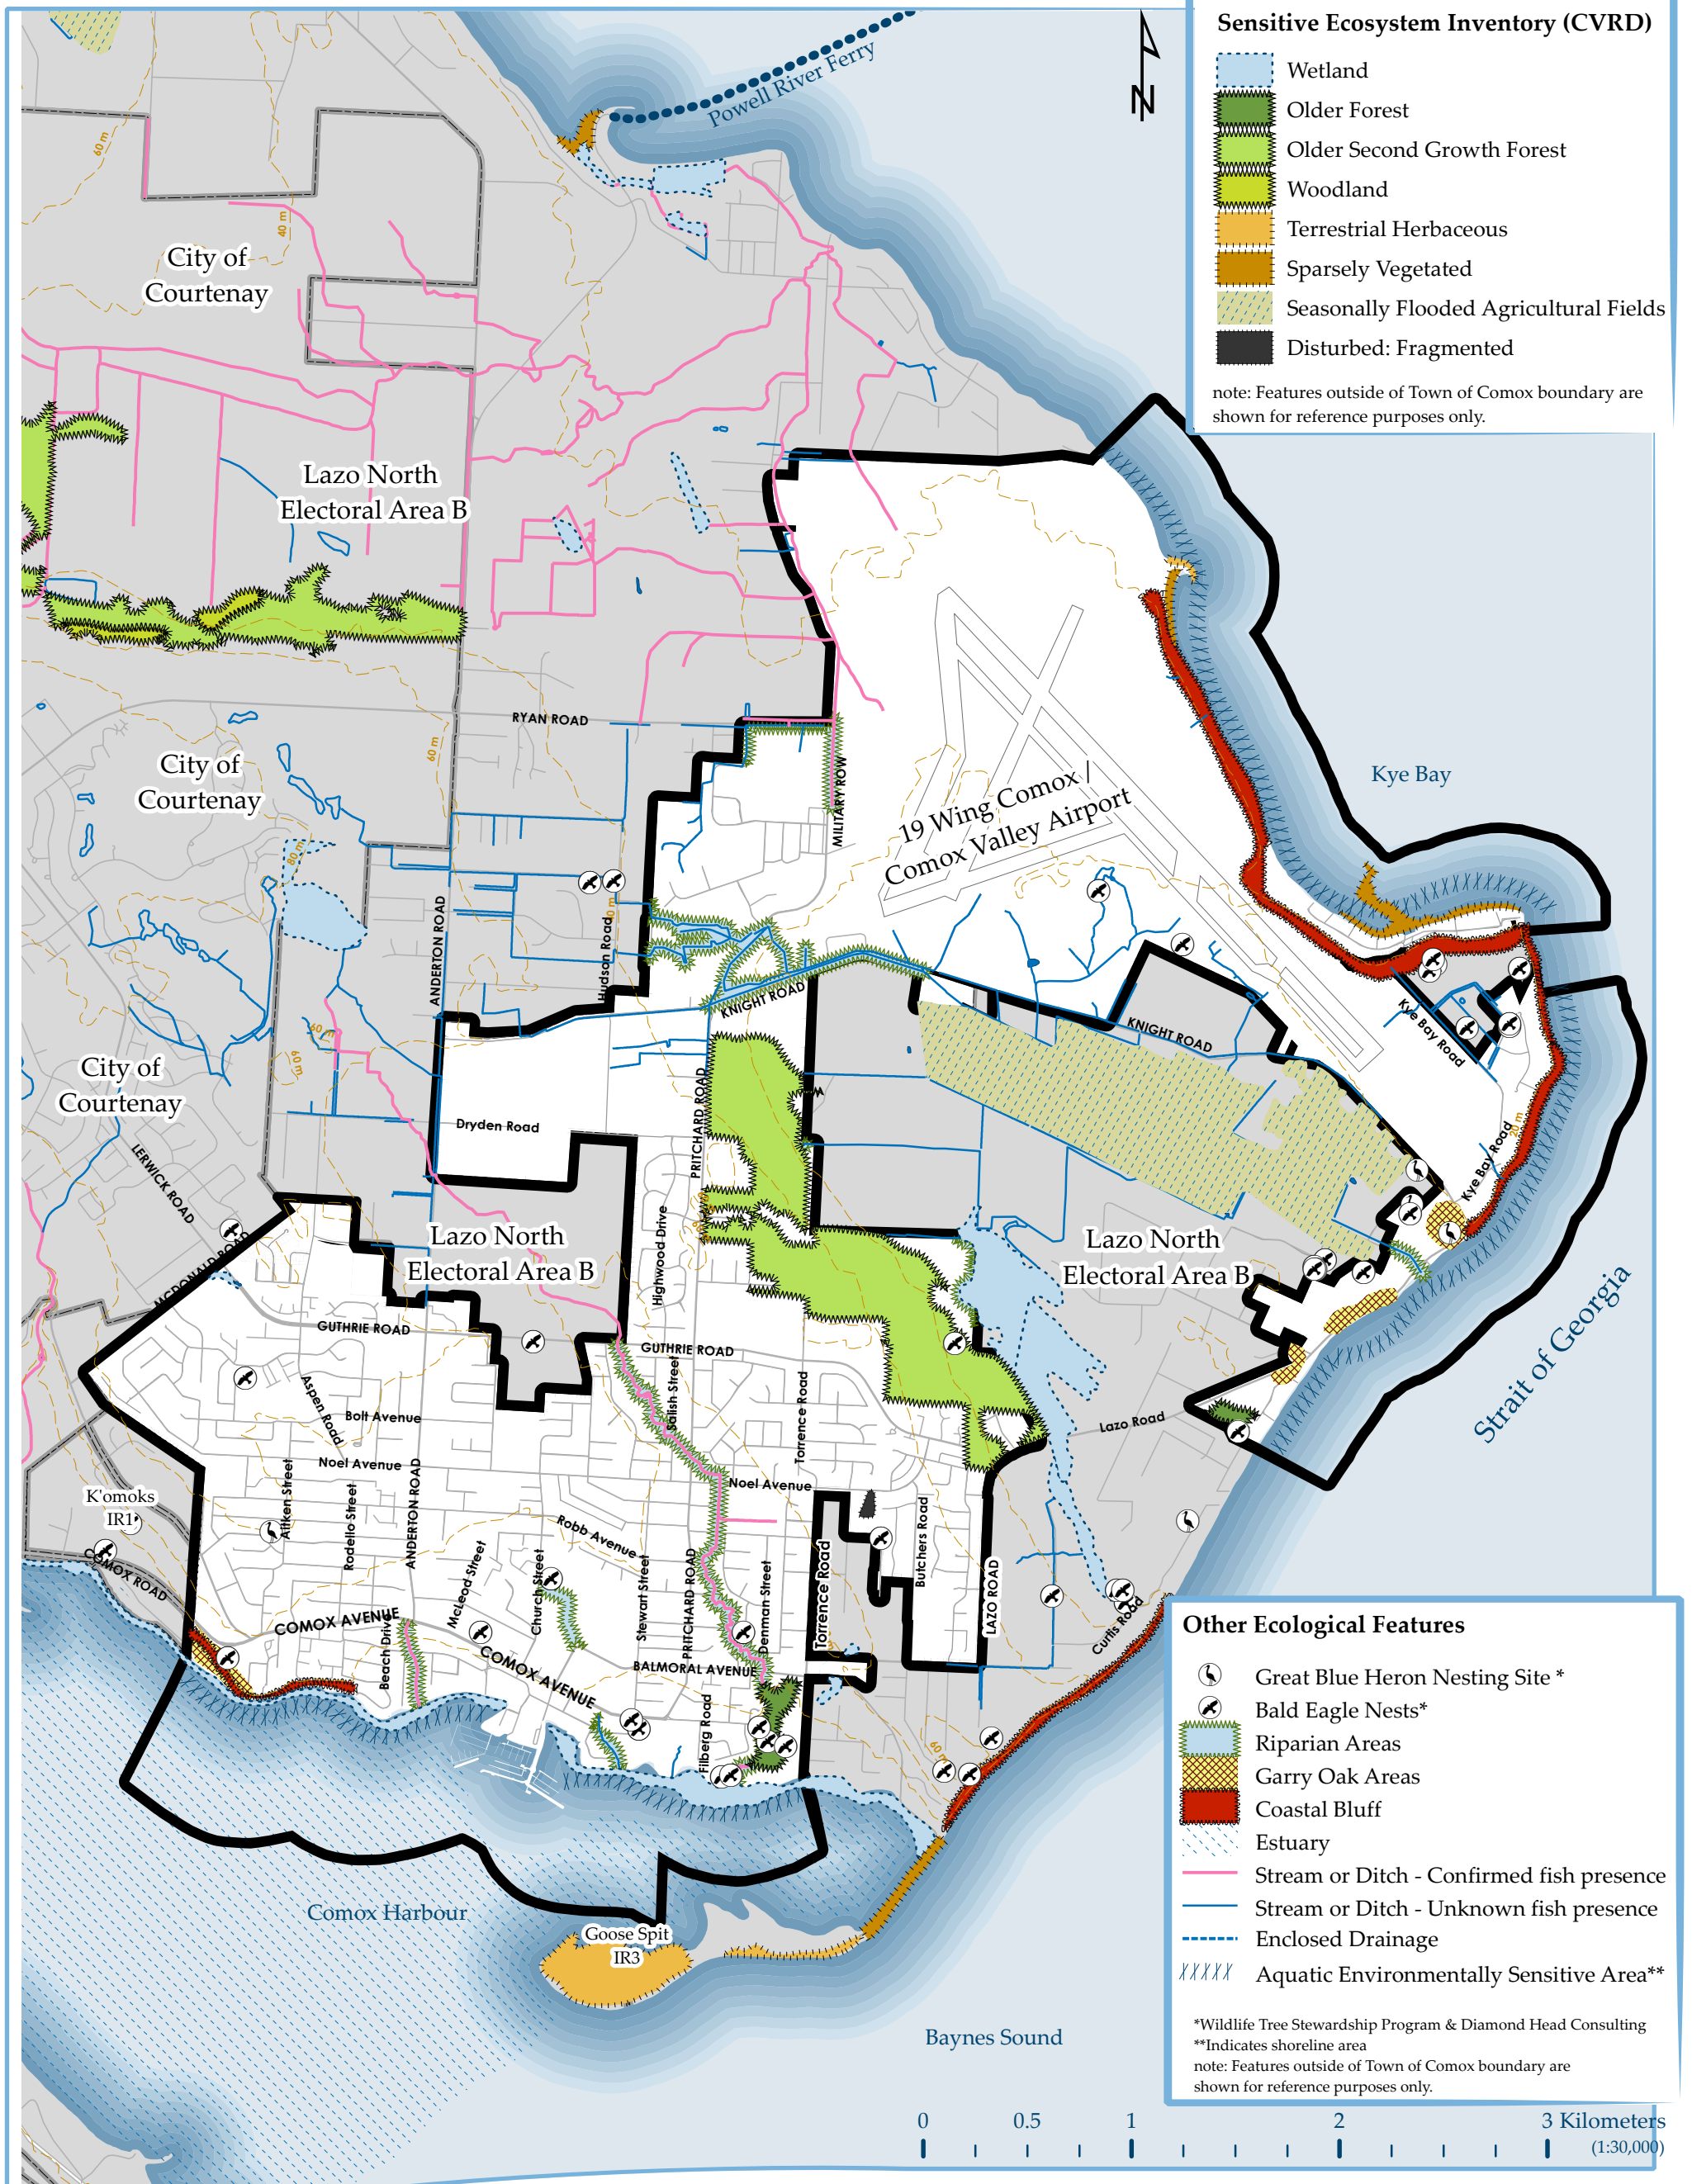 Sensitive Ecosystem Inventory (CVRD)
Wetland
Older Forest
Older Second Growth Forest
Woodland
Terrestrial Herbaceous
Sparsely Vegetated
Seasonally Flooded Agricultural Fields
Disturbed: Fragmented
note: Features outside of Town of Comox boundary are
shown for reference purposes only.
N
Powell River Ferry
60 m
40 m
City of
Courtenay
Lazo North
Electoral Area B
RYAN ROAD
60 m
City of
Courtenay
80 m
MILITARY ROW
19 Wing Comox /
Comox Valley Airport
Kye Bay
ANDERTON ROAD
Hudson Road
KNIGHT ROAD
KNIGHT ROAD
Kye Bay Road
60 m
60 m
City of
Courtenay
Dryden Road
PRITCHARD ROAD
Kye Bay Road
20 m
LERWICK ROAD
MCDONALD ROAD
Lazo North
Electoral Area B
Highwood Drive
Lazo North
Electoral Area B
Strait of Georgia
GUTHRIE ROAD
GUTHRIE ROAD
Aspen Road
Bolt Avenue
Salish Street
Torrence Road
Lazo Road
Noel Avenue
Noel Avenue
K'omoks
IR1
COMOX ROAD
Aitken Street
Rodello Street
ANDERTON ROAD
McLeod Street
Robb Avenue
Church Street
Stewart Street
PRITCHARD ROAD
Denman Street
Torrence Road
Butchers Road
LAZO ROAD
Curtis Road
COMOX AVENUE
Beach Drive
COMOX AVENUE
BALMORAL AVENUE
Filberg Road
60 m
Comox Harbour
Goose Spit
IR3
Baynes Sound
Other Ecological Features
Great Blue Heron Nesting Site *
Bald Eagle Nests*
Riparian Areas
Garry Oak Areas
Coastal Bluff
Estuary
Stream or Ditch - Confirmed fish presence
Stream or Ditch - Unknown fish presence
Enclosed Drainage
Aquatic Environmentally Sensitive Area**
*Wildlife Tree Stewardship Program & Diamond Head Consulting
**Indicates shoreline area
note: Features outside of Town of Comox boundary are
shown for reference purposes only.
0 0.5 1 2 3 Kilometers
(1:30,000)